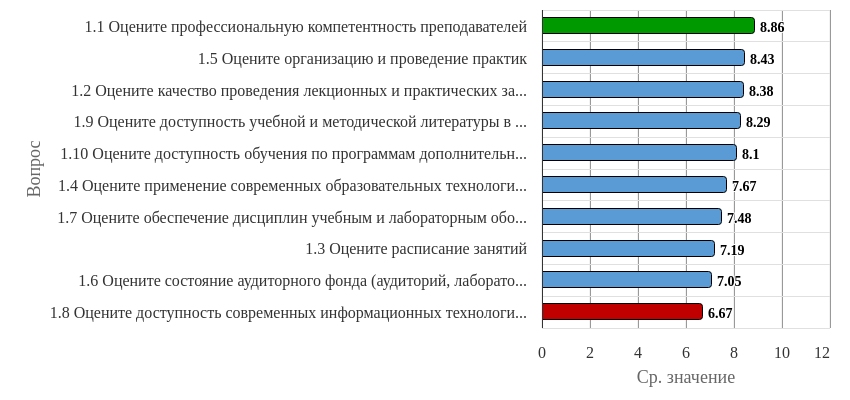 1.1 Оцените профессиональную компетентность преподавателей 8.86
1.5 Оцените организацию и проведение практик 8.43
1.2 Оцените качество проведения лекционных и практических за... 8.38
1.9 Оцените доступность учебной и методической литературы в ... 8.29
1.10 Оцените доступность обучения по программам дополнительн... 8.1
1.4 Оцените применение современных образовательных технологи... 7.67
1.7 Оцените обеспечение дисциплин учебным и лабораторным обо... 7.48
1.3 Оцените расписание занятий 7.19
1.6 Оцените состояние аудиторного фонда (аудиторий, лаборато... 7.05
1.8 Оцените доступность современных информационных технологи... 6.67
Вопрос
0 2 4 6 8 10 12
Ср. значение